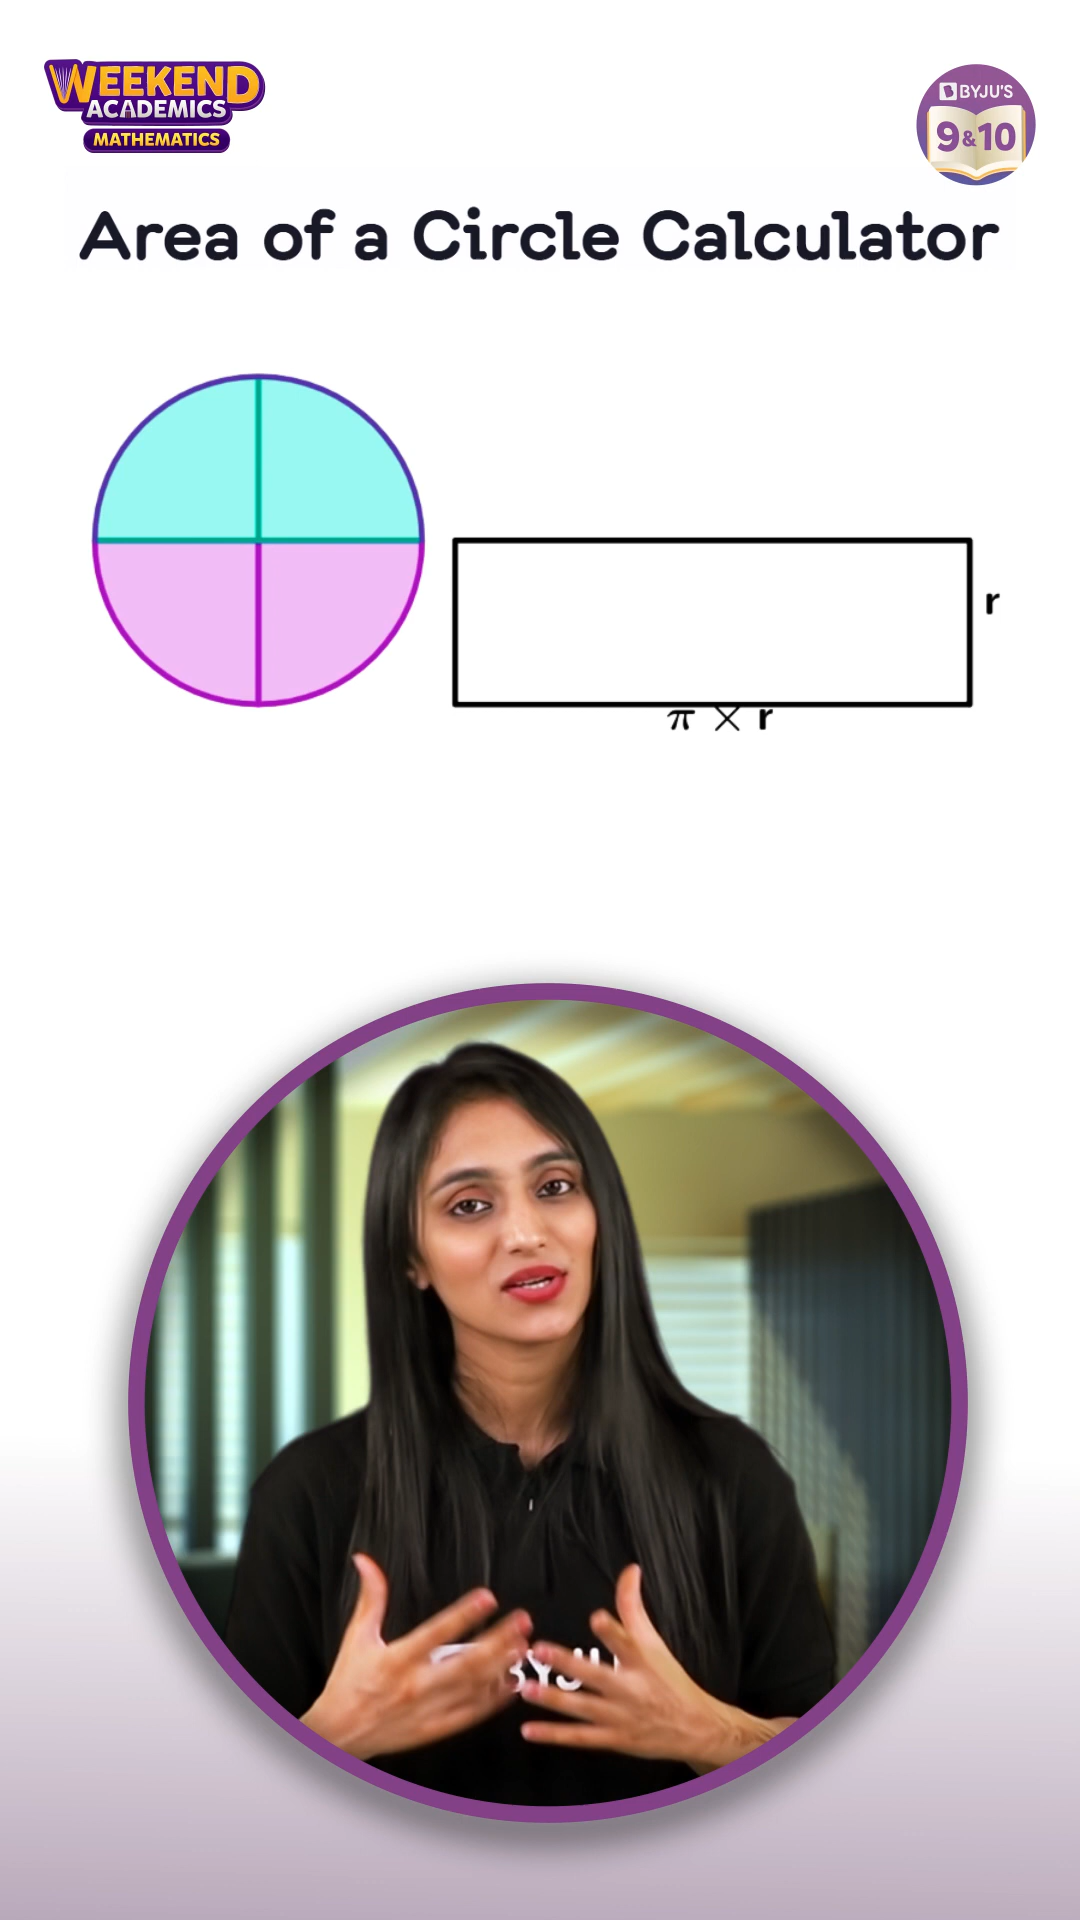 WEEKEND
ACADEMICS
MATHEMATICS
BYJU'S
9&10
Area of a Circle Calculator
r
π × r